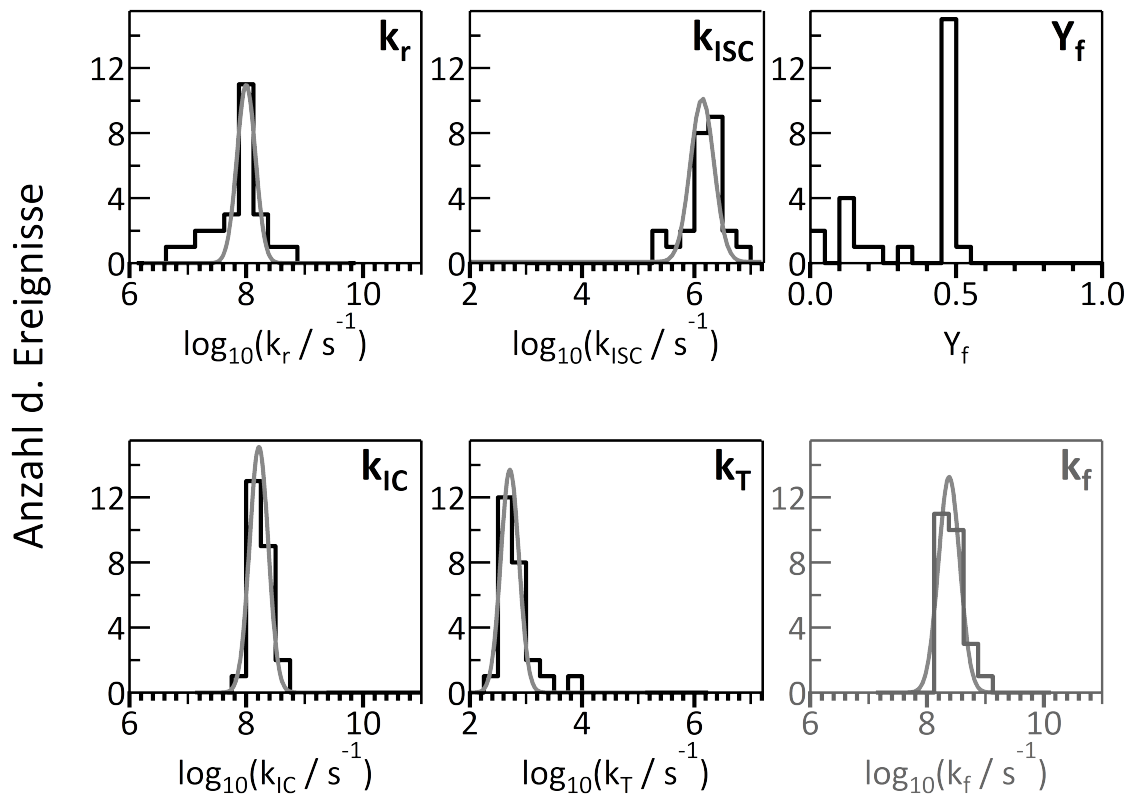 Anzahl d. Ereignisse
k_r
12
8
4
0
6 8 10
log₁₀(k_r / s⁻¹)
k_ISC
12
8
4
0
2 4 6
log₁₀(k_ISC / s⁻¹)
Y_f
12
8
4
0
0.0 0.5 1.0
Y_f
k_IC
12
8
4
0
6 8 10
log₁₀(k_IC / s⁻¹)
k_T
12
8
4
0
2 4 6
log₁₀(k_T / s⁻¹)
k_f
12
8
4
0
6 8 10
log₁₀(k_f / s⁻¹)